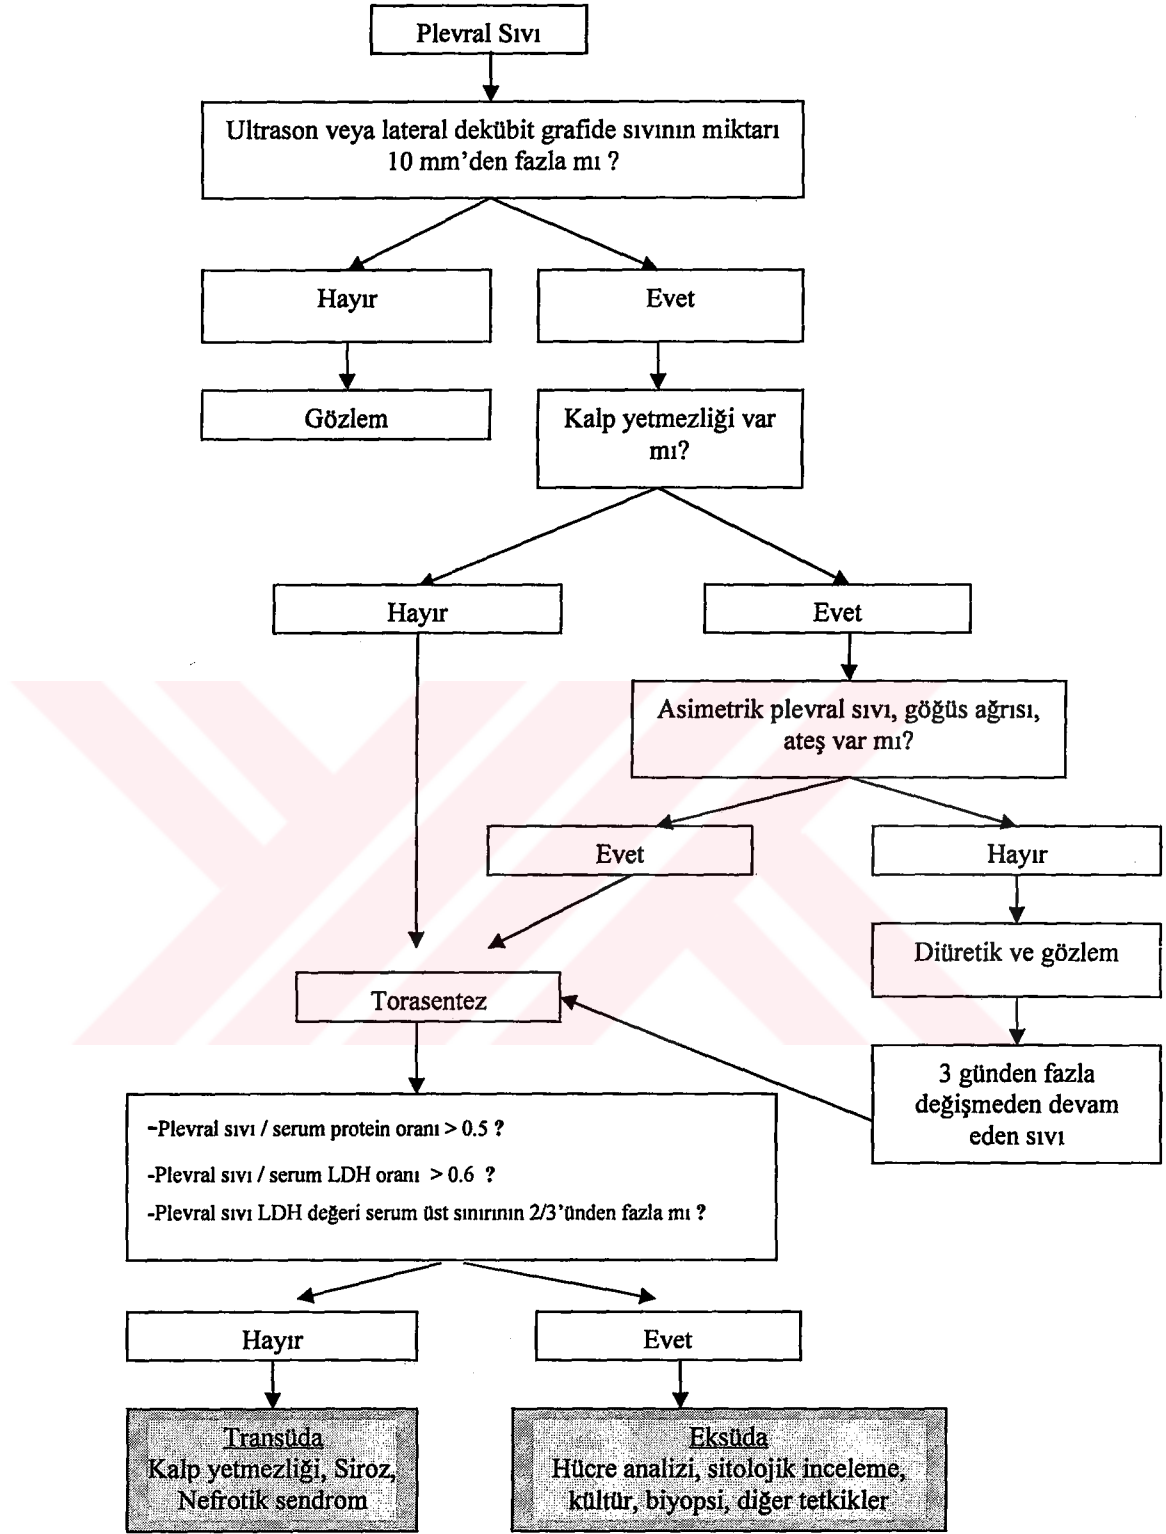 Plevral Sıvı
Ultrason veya lateral dekübit grafide sıvının miktarı
10 mm'den fazla mı ?
Hayır
Evet
Gözlem
Kalp yetmezliği var
mı?
Hayır
Evet
Asimetrik plevral sıvı, göğüs ağrısı,
ateş var mı?
Evet
Hayır
Diüretik ve gözlem
Torasentez
3 günden fazla
değişmeden devam
eden sıvı
-Plevral sıvı / serum protein oranı > 0.5 ?
-Plevral sıvı / serum LDH oranı > 0.6 ?
-Plevral sıvı LDH değeri serum üst sınırının 2/3'ünden fazla mı ?
Hayır
Evet
Transüda
Kalp yetmezliği, Siroz,
Nefrotik sendrom
Eksüda
Hücre analizi, sitolojik inceleme,
kültür, biyopsi, diğer tetkikler